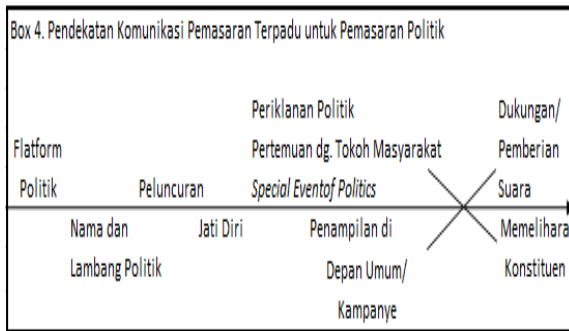 Box 4. Pendekatan Komunikasi Pemasaran Terpadu untuk Pemasaran Politik
Periklanan Politik
Dukungan/
Flatform
Pertemuan dg. Tokoh Masyarakat
Pemberian
Politik
Peluncuran
Special Eventof Politics
Suara
Nama dan
Jati Diri
Penampilan di
Memelihara
Lambang Politik
Depan Umum/
Konstituen
Kampanye